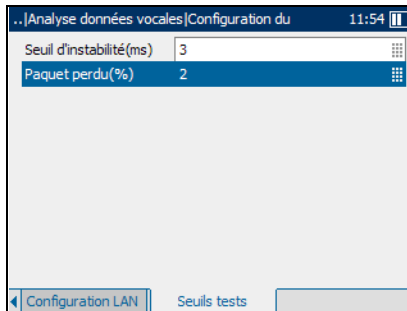 ..|Analyse données vocales|Configuration du 11:54
Seuil d'instabilité(ms) 3
Paquet perdu(%) 2
Configuration LAN Seuils tests